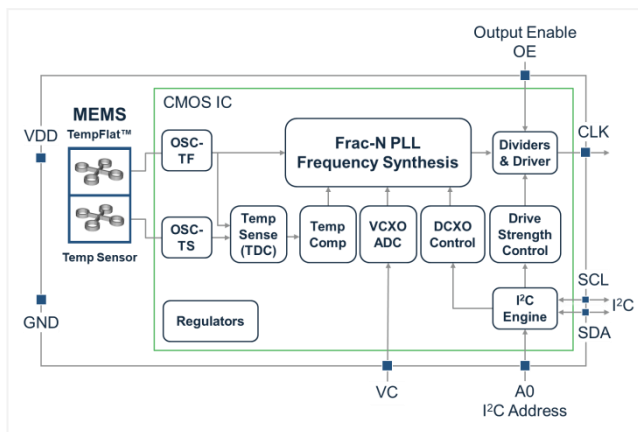 Output Enable
OE
CMOS IC
MEMS
TempFlat™
VDD
OSC-
TF
Frac-N PLL
Frequency Synthesis
Dividers
& Driver
CLK
Temp Sensor
OSC-
TS
Temp
Sense
(TDC)
Temp
Comp
VCXO
ADC
DCXO
Control
Drive
Strength
Control
GND
Regulators
I²C
Engine
SCL
I²C
SDA
VC
A0
I²C Address